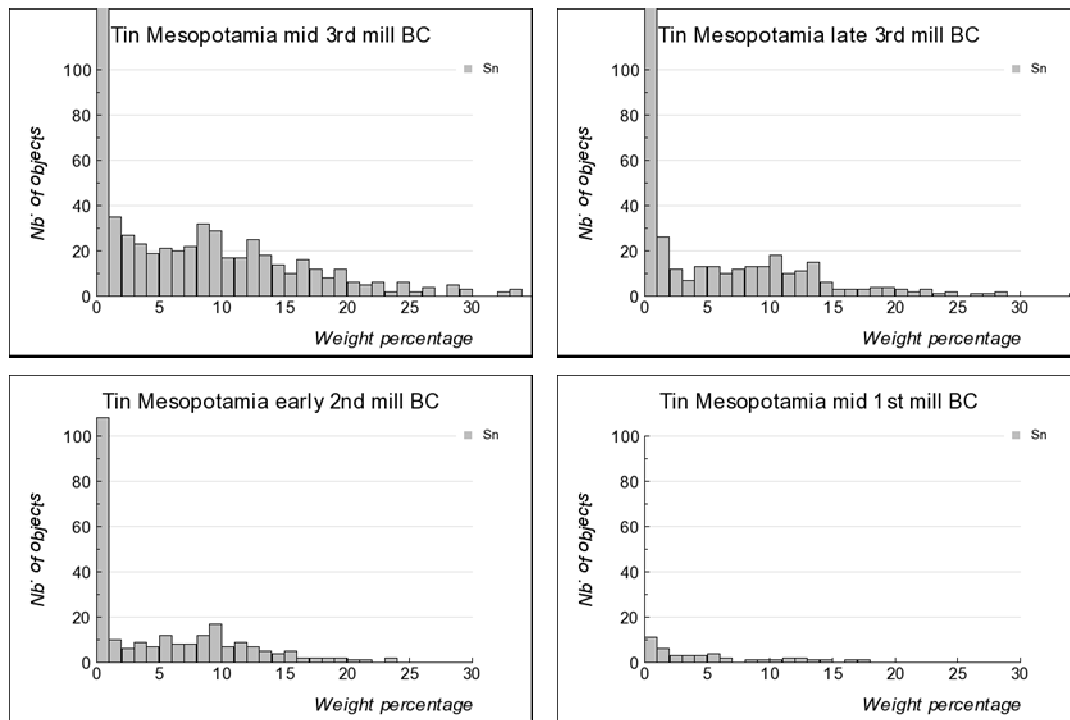 Tin Mesopotamia mid 3rd mill BC
Sn
100
80
60
40
20
0
Nb. of objects
0 5 10 15 20 25 30
Weight percentage
Tin Mesopotamia late 3rd mill BC
Sn
100
80
60
40
20
0
Nb. of objects
0 5 10 15 20 25 30
Weight percentage
Tin Mesopotamia early 2nd mill BC
Sn
100
80
60
40
20
0
Nb. of objects
0 5 10 15 20 25 30
Weight percentage
Tin Mesopotamia mid 1st mill BC
Sn
100
80
60
40
20
0
Nb. of objects
0 5 10 15 20 25 30
Weight percentage